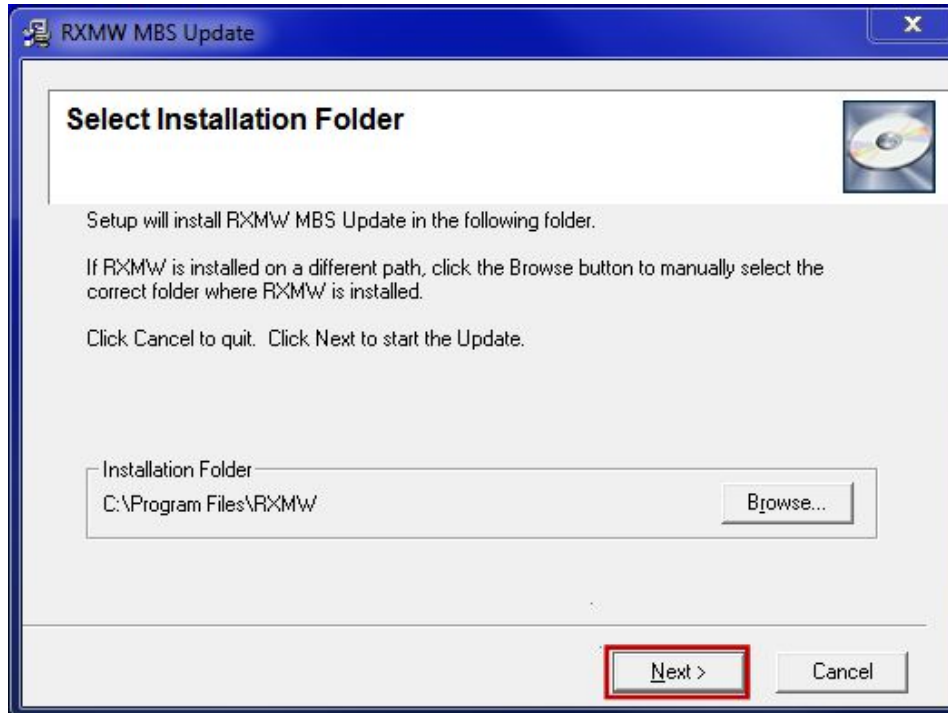 RXMW MBS Update
X
Select Installation Folder
Setup will install RXMW MBS Update in the following folder.
If RXMW is installed on a different path, click the Browse button to manually select the
correct folder where RXMW is installed.
Click Cancel to quit.  Click Next to start the Update.
Installation Folder
C:\Program Files\RXMW
Browse...
Next >
Cancel